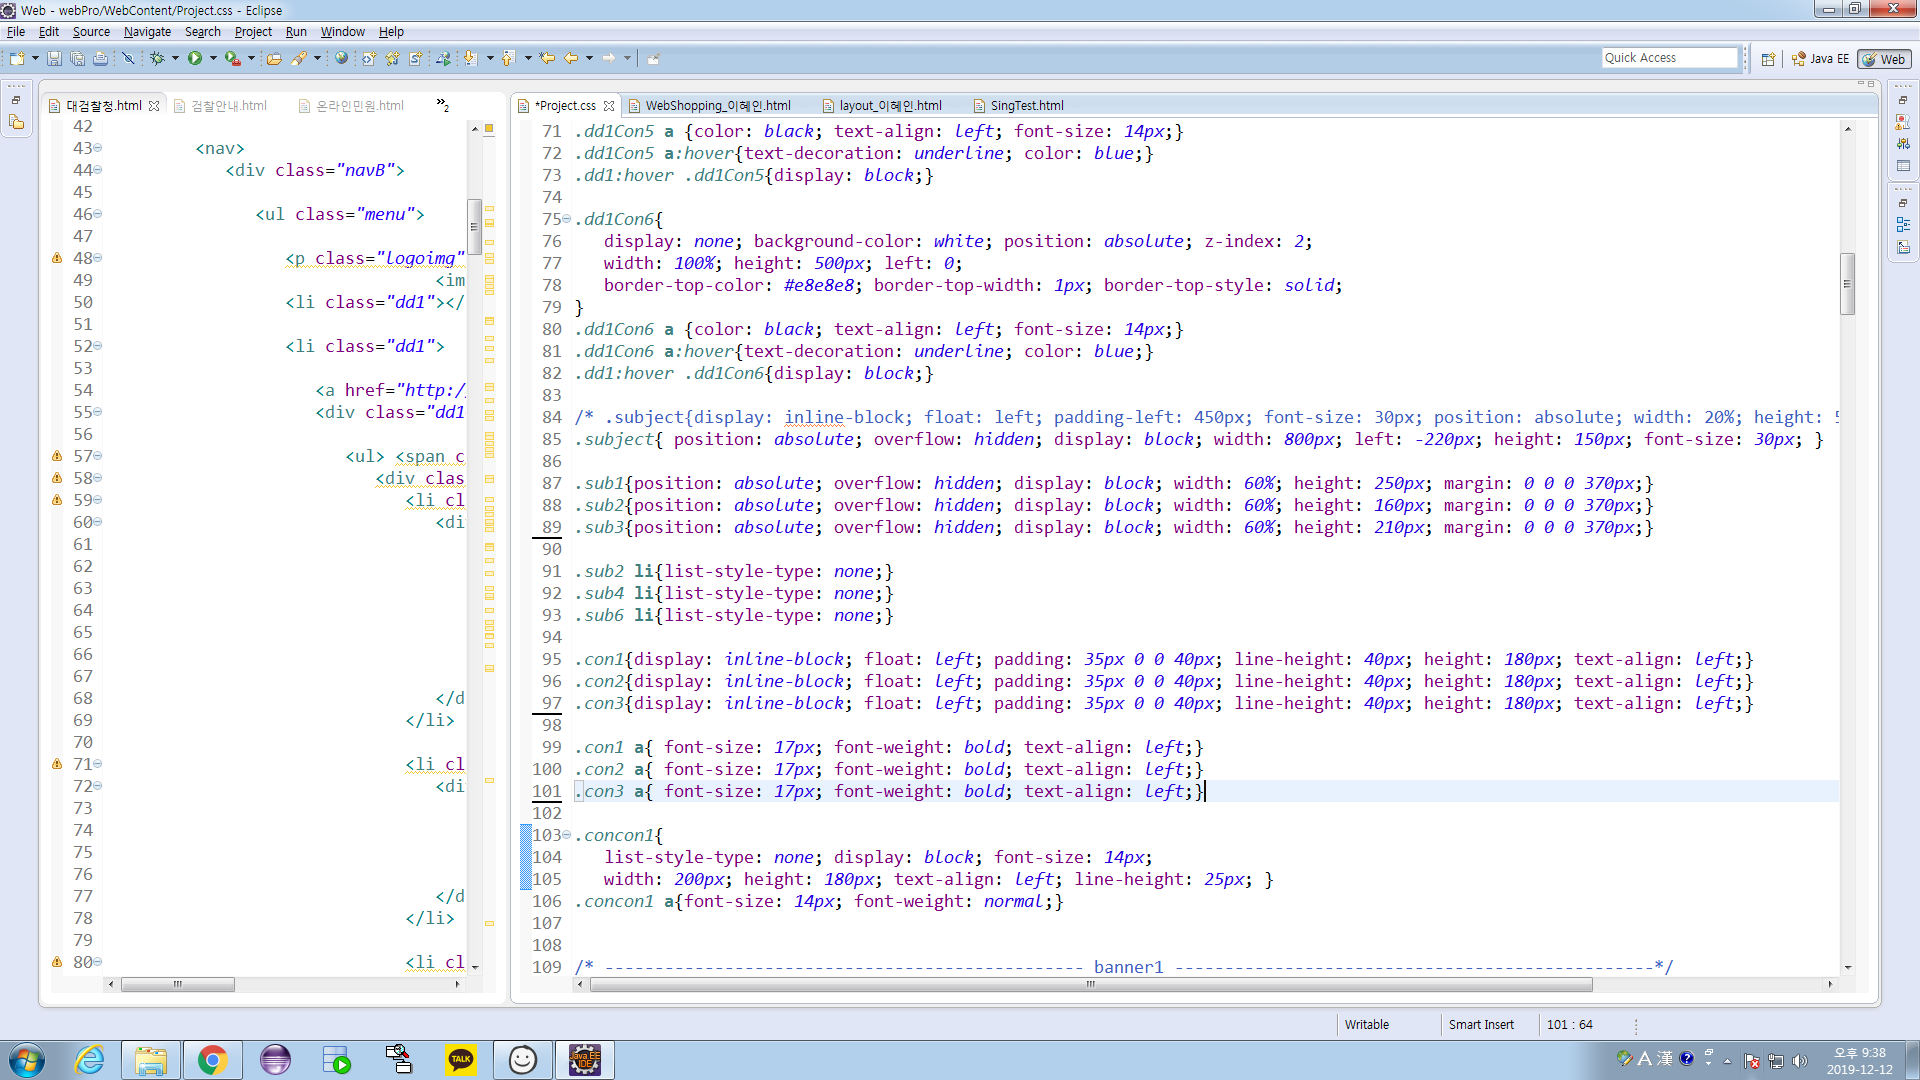 Web - webPro/WebContent/Project.css - Eclipse
File Edit Source Navigate Search Project Run Window Help
Quick Access
Java EE
Web
대검찰청.html
검찰안내.html
온라인민원.html
»2
*Project.css
WebShopping_이혜인.html
layout_이혜인.html
SingTest.html
42
43 <nav>
44 <div class="navB">
45
46 <ul class="menu">
47
48 <p class="logoimg"
49 <im
50 <li class="dd1"></
51
52 <li class="dd1">
53
54 <a href="http:/
55 <div class="dd1
56
57 <ul> <span c
58 <div clas
59 <li cl
60 <di
61
62
63
64
65
66
67
68 </d
69 </li>
70
71 <li cl
72 <di
73
74
75
76
77 </d
78 </li>
79
80 <li cl
71 .dd1Con5 a {color: black; text-align: left; font-size: 14px;}
72 .dd1Con5 a:hover{text-decoration: underline; color: blue;}
73 .dd1:hover .dd1Con5{display: block;}
74
75 .dd1Con6{
76 display: none; background-color: white; position: absolute; z-index: 2;
77 width: 100%; height: 500px; left: 0;
78 border-top-color: #e8e8e8; border-top-width: 1px; border-top-style: solid;
79 }
80 .dd1Con6 a {color: black; text-align: left; font-size: 14px;}
81 .dd1Con6 a:hover{text-decoration: underline; color: blue;}
82 .dd1:hover .dd1Con6{display: block;}
83
84 /* .subject{display: inline-block; float: left; padding-left: 450px; font-size: 30px; position: absolute; width: 20%; height: 5
85 .subject{ position: absolute; overflow: hidden; display: block; width: 800px; left: -220px; height: 150px; font-size: 30px; }
86
87 .sub1{position: absolute; overflow: hidden; display: block; width: 60%; height: 250px; margin: 0 0 0 370px;}
88 .sub2{position: absolute; overflow: hidden; display: block; width: 60%; height: 160px; margin: 0 0 0 370px;}
89 .sub3{position: absolute; overflow: hidden; display: block; width: 60%; height: 210px; margin: 0 0 0 370px;}
90
91 .sub2 li{list-style-type: none;}
92 .sub4 li{list-style-type: none;}
93 .sub6 li{list-style-type: none;}
94
95 .con1{display: inline-block; float: left; padding: 35px 0 0 40px; line-height: 40px; height: 180px; text-align: left;}
96 .con2{display: inline-block; float: left; padding: 35px 0 0 40px; line-height: 40px; height: 180px; text-align: left;}
97 .con3{display: inline-block; float: left; padding: 35px 0 0 40px; line-height: 40px; height: 180px; text-align: left;}
98
99 .con1 a{ font-size: 17px; font-weight: bold; text-align: left;}
100 .con2 a{ font-size: 17px; font-weight: bold; text-align: left;}
101 .con3 a{ font-size: 17px; font-weight: bold; text-align: left;}
102
103 .concon1{
104 list-style-type: none; display: block; font-size: 14px;
105 width: 200px; height: 180px; text-align: left; line-height: 25px; }
106 .concon1 a{font-size: 14px; font-weight: normal;}
107
108
109 /* ------------------------------------------------ banner1 ------------------------------------------------*/
Writable
Smart Insert
101 : 64
TALK
Java EE
IDE
A 漢
오후 9:38
2019-12-12